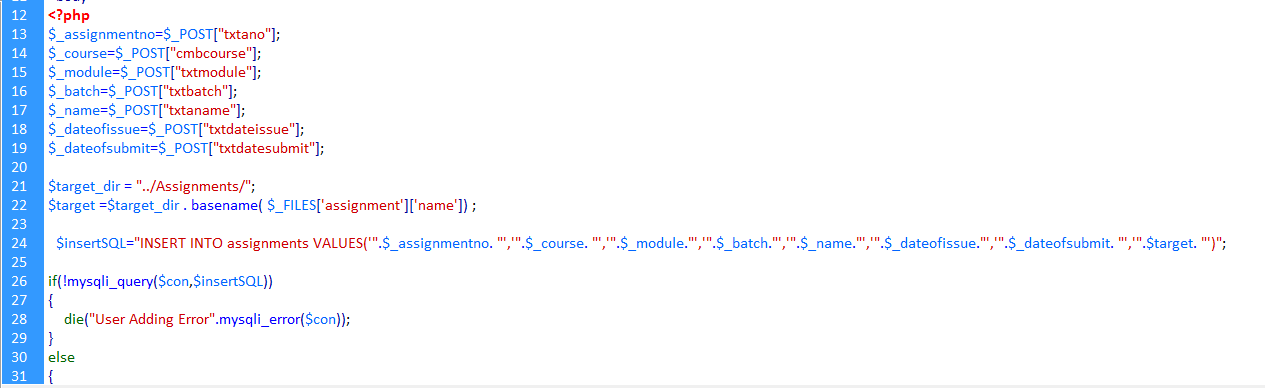 12 <?php
13 $_assignmentno=$_POST["txtano"];
14 $_course=$_POST["cmbcourse"];
15 $_module=$_POST["txtmodule"];
16 $_batch=$_POST["txtbatch"];
17 $_name=$_POST["txtaname"];
18 $_dateofissue=$_POST["txtdateissue"];
19 $_dateofsubmit=$_POST["txtdatesubmit"];
20
21 $target_dir = "../Assignments/";
22 $target =$target_dir . basename( $_FILES['assignment']['name']) ;
23
24 $insertSQL="INSERT INTO assignments VALUES('".$_assignmentno. "','".$_course. "','".$_module."','".$_batch."','".$_name."','".$_dateofissue."','".$_dateofsubmit. "','".$target. "')";
25
26 if(!mysqli_query($con,$insertSQL))
27 {
28 die("User Adding Error".mysqli_error($con));
29 }
30 else
31 {